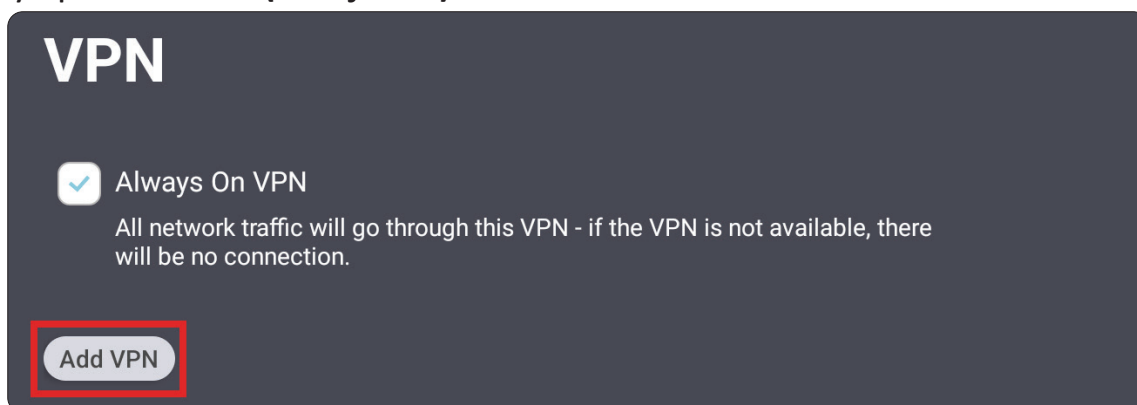 VPN
Always On VPN
All network traffic will go through this VPN - if the VPN is not available, there
will be no connection.
Add VPN